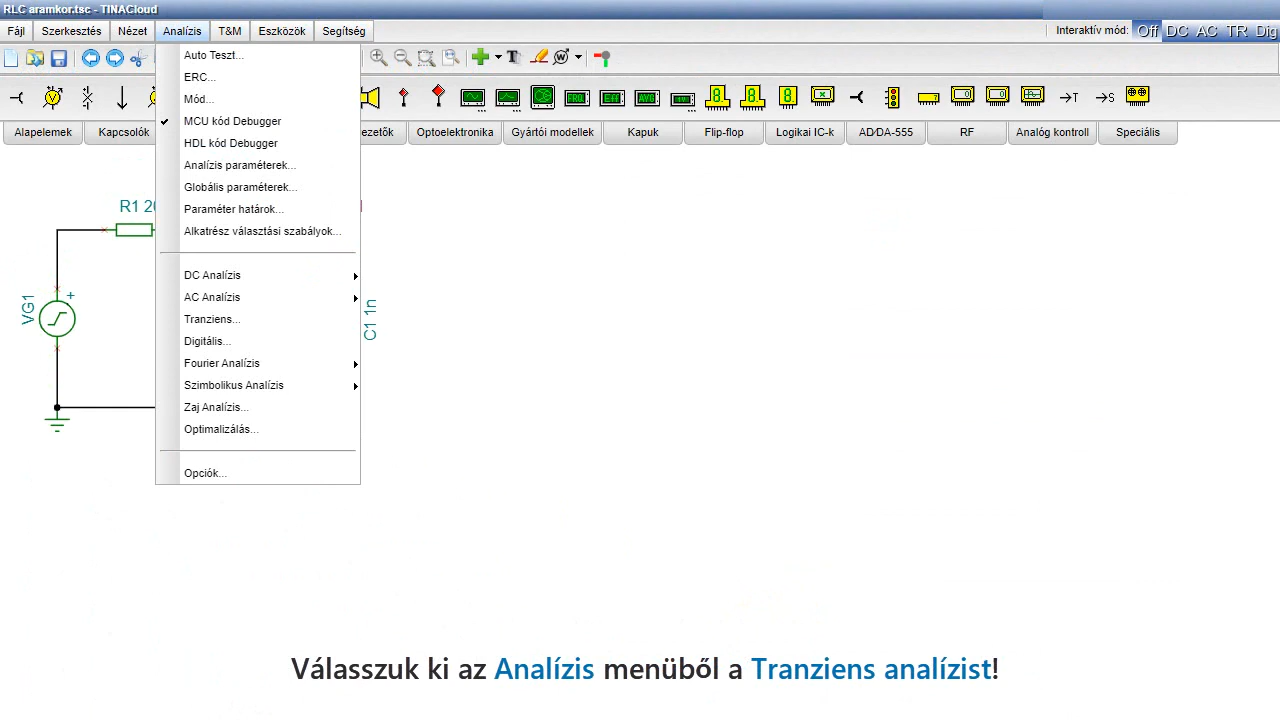 RLC aramkor.tsc - TINACloud
Fájl Szerkesztés Nézet Analízis T&M Eszközök Segítség Interaktív mód: Off DC AC TR Dig
Alapelemek Kapcsolók ezetők Optoelektronika Gyártói modellek Kapuk Flip-flop Logikai IC-k AD/DA-555 RF Analóg kontroll Speciális
Auto Teszt...
ERC...
Mód...
MCU kód Debugger
HDL kód Debugger
Analízis paraméterek...
Globális paraméterek...
Paraméter határok...
Alkatrész választási szabályok...
DC Analízis
AC Analízis
Tranziens...
Digitális...
Fourier Analízis
Szimbolikus Analízis
Zaj Analízis...
Optimalizálás...
Opciók...
R1 20
VG1
+
C1 1n
Válasszuk ki az Analízis menüből a Tranziens analízist!